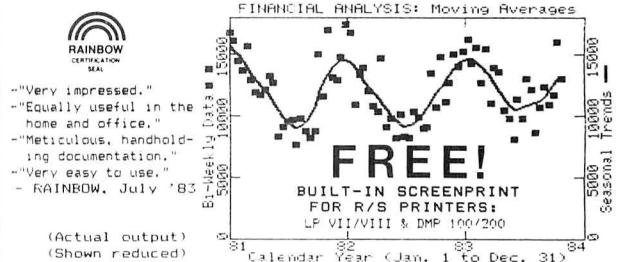 FINANCIAL ANALYSIS: Moving Averages
RAINBOW
CERTIFICATION
SEAL
-"Very impressed."
-"Equally useful in the
home and office."
-"Meticulous, handhold-
ing documentation."
-"Very easy to use."
- RAINBOW, July '83
(Actual output)
(Shown reduced)
Bi-Weekly Data
15000
10000
5000
0
FREE!
BUILT-IN SCREENPRINT
FOR R/S PRINTERS:
LP VII/VIII & DMP 100/200
15000
10000
5000
0
Seasonal Trends
81
82
83
84
Calendar Year (Jan. 1 to Dec. 31)